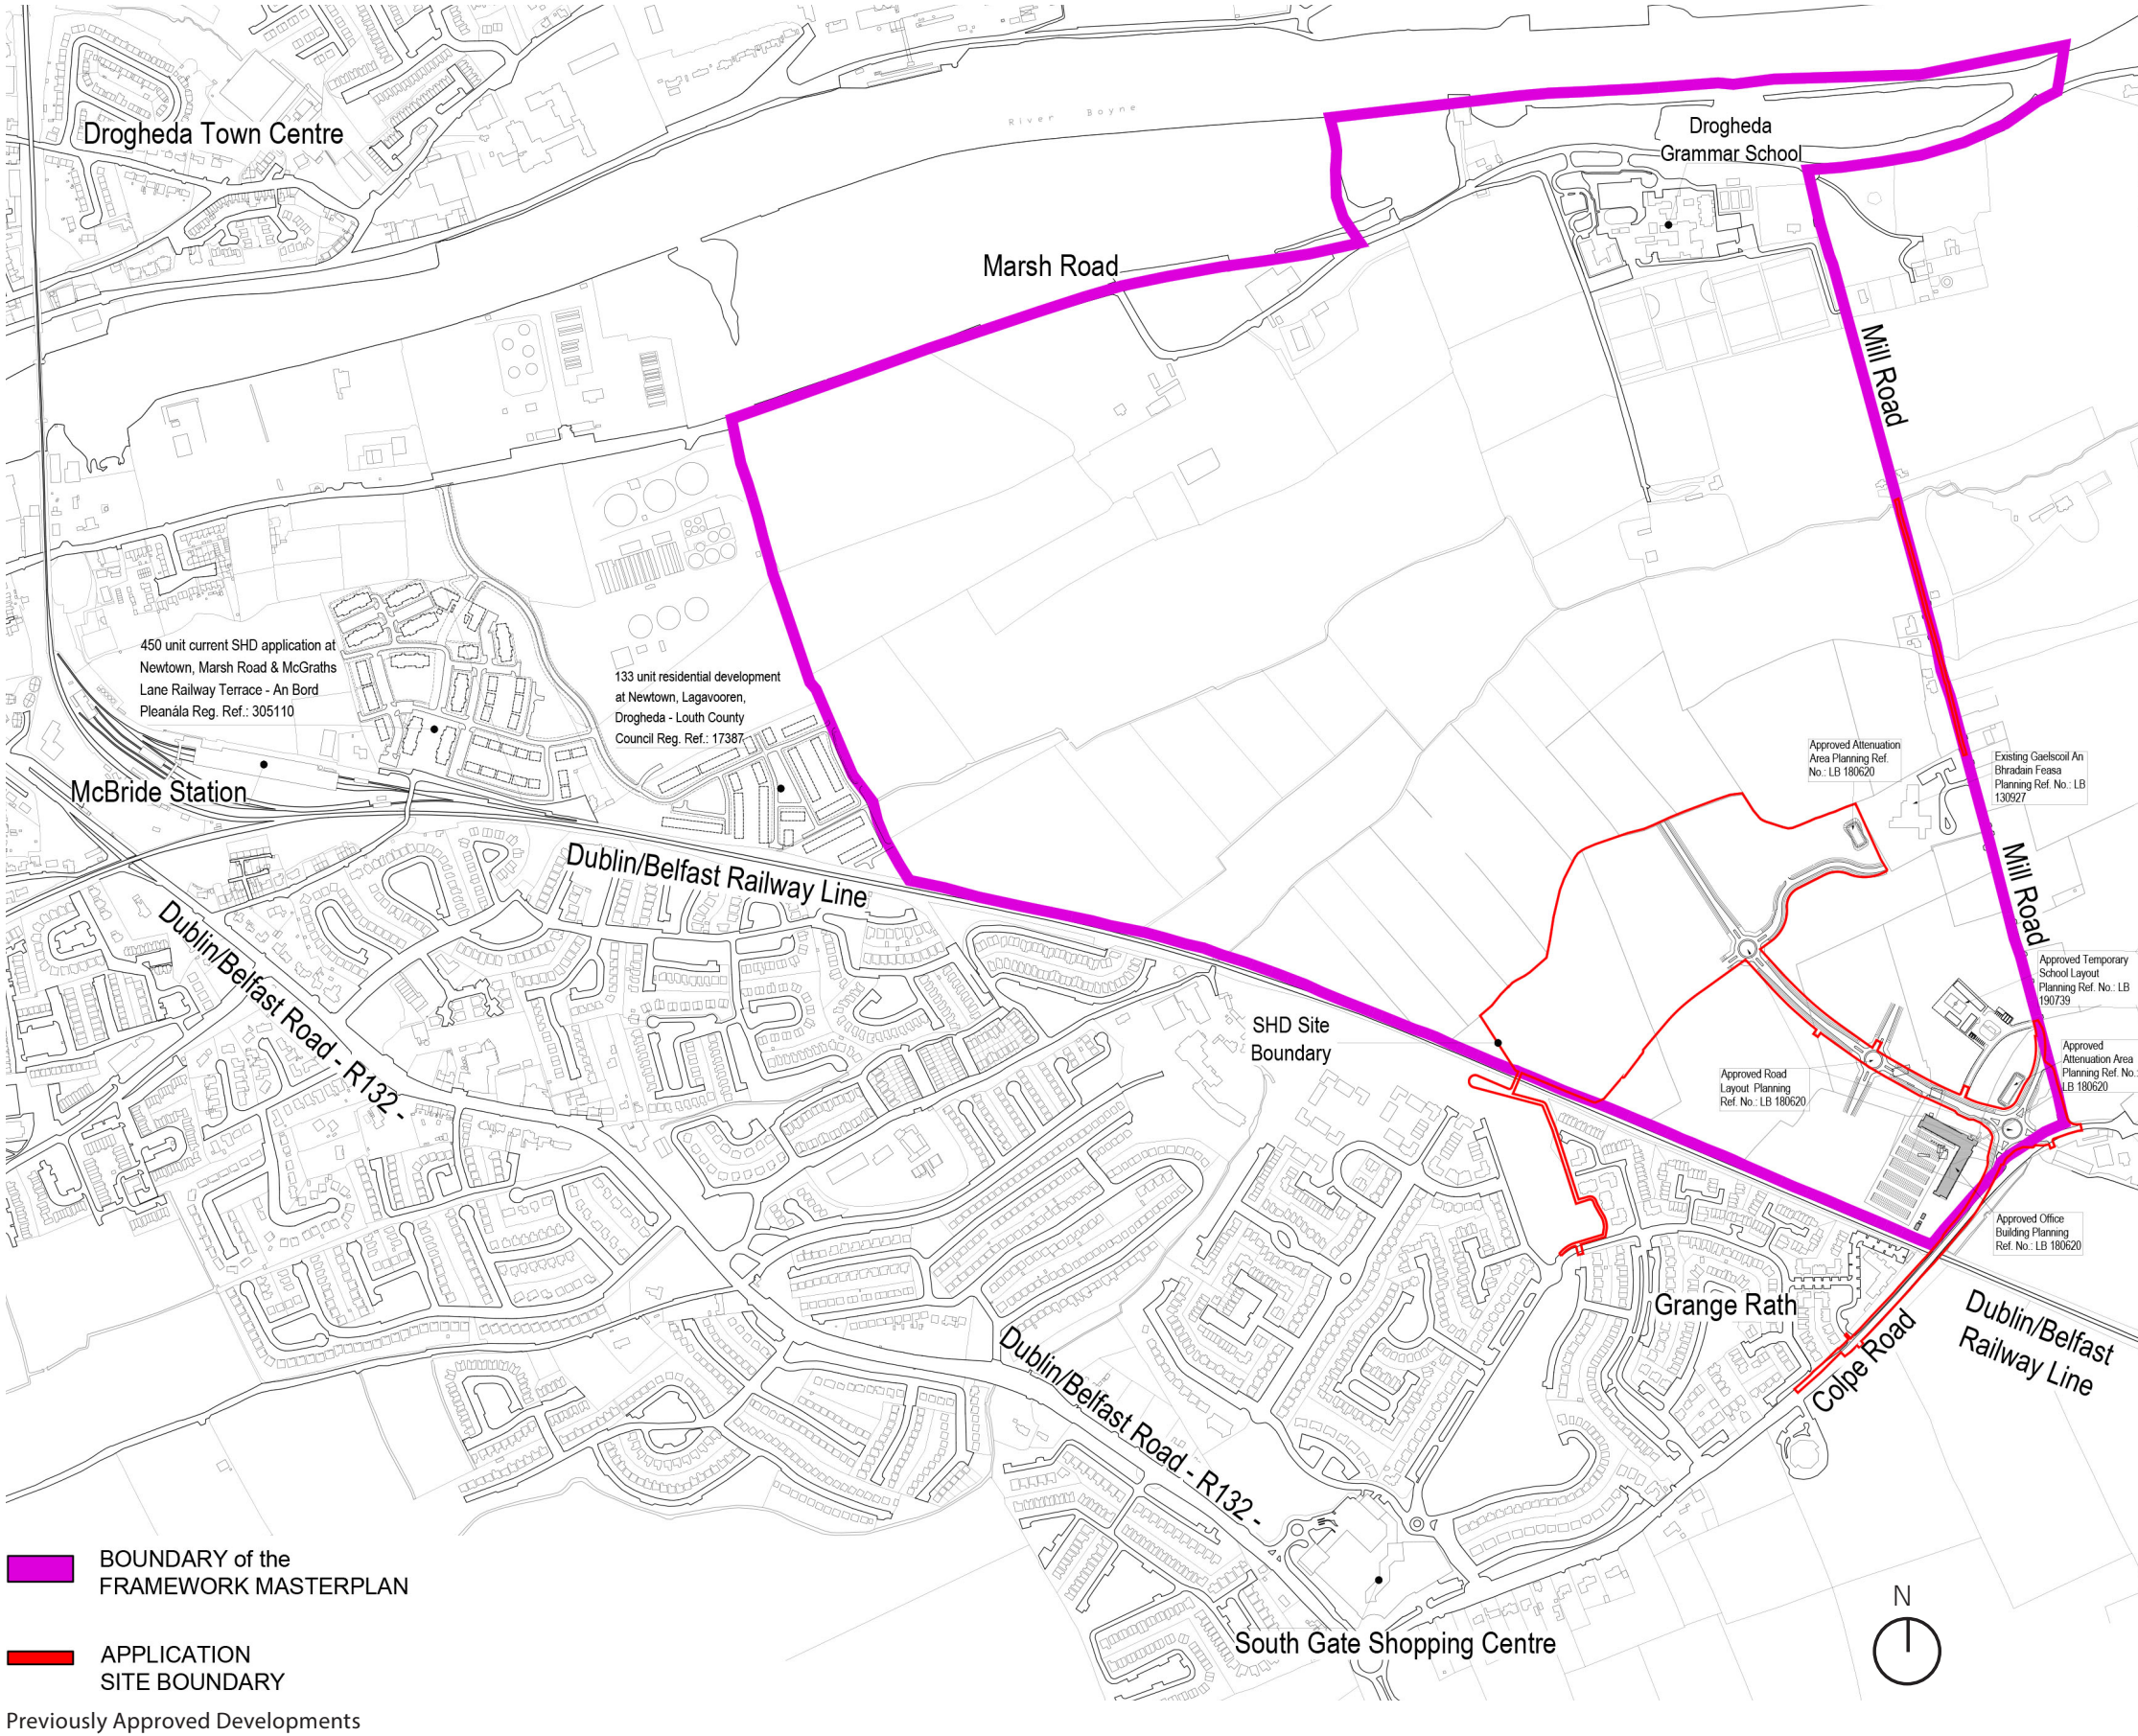 River Boyne
Drogheda Town Centre
Drogheda
Grammar School
Marsh Road
Mill Road
450 unit current SHD application at
Newtown, Marsh Road & McGraths
Lane Railway Terrace - An Bord
Pleanála Reg. Ref.: 305110
133 unit residential development
at Newtown, Lagavooren,
Drogheda - Louth County
Council Reg. Ref.: 17387
McBride Station
Approved Attenuation
Area Planning Ref.
No.: LB 180620
Existing Gaelscoil An
Bhradain Feasa
Planning Ref. No.: LB
130927
Dublin/Belfast Railway Line
Mill Road
Dublin/Belfast Road - R132 -
Approved Temporary
School Layout
Planning Ref. No.: LB
190739
SHD Site
Boundary
Approved Road
Layout Planning
Ref. No.: LB 180620
Approved
Attenuation Area
Planning Ref. No.:
LB 180620
Approved Office
Building Planning
Ref. No.: LB 180620
Grange Rath
Dublin/Belfast
Railway Line
Colpe Road
Dublin/Belfast Road - R132 -
South Gate Shopping Centre
N
BOUNDARY of the
FRAMEWORK MASTERPLAN
APPLICATION
SITE BOUNDARY
Previously Approved Developments